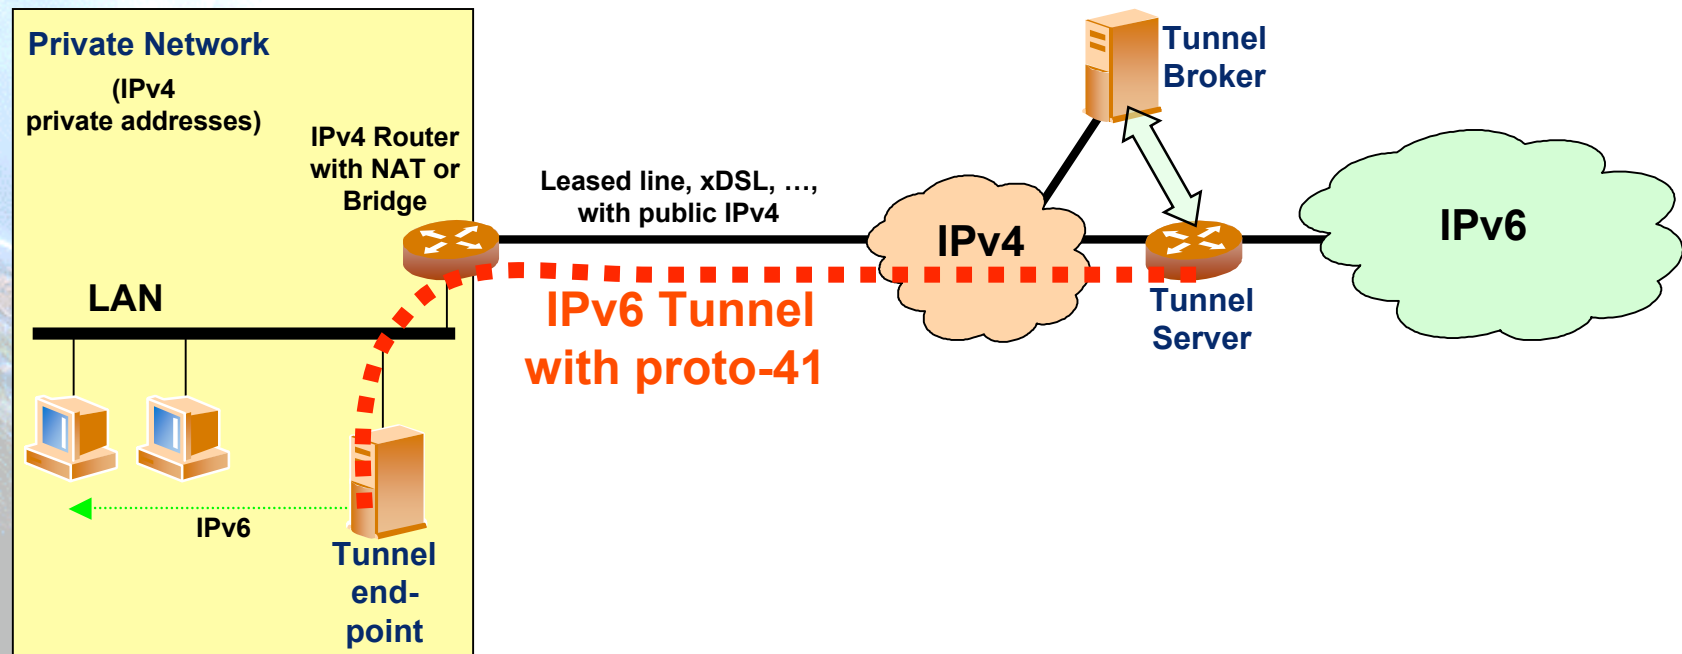 Private Network
(IPv4
private addresses)
IPv4 Router
with NAT or
Bridge
Leased line, xDSL, …,
with public IPv4
Tunnel
Broker
IPv4
IPv6
LAN
IPv6 Tunnel
with proto-41
Tunnel
Server
IPv6
Tunnel
end-
point